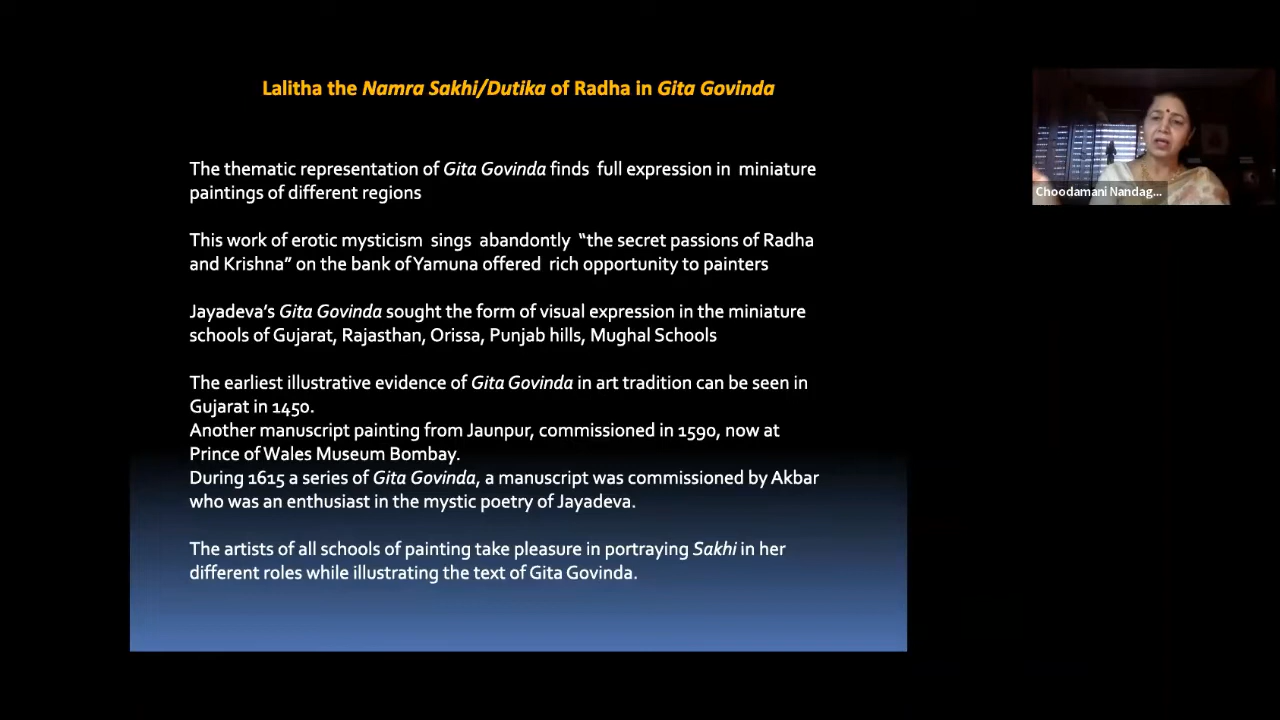 Lalitha the Namra Sakhi/Dutika of Radha in Gita Govinda
The thematic representation of Gita Govinda finds full expression in miniature
paintings of different regions
This work of erotic mysticism sings abandontly “the secret passions of Radha
and Krishna” on the bank of Yamuna offered rich opportunity to painters
Jayadeva’s Gita Govinda sought the form of visual expression in the miniature
schools of Gujarat, Rajasthan, Orissa, Punjab hills, Mughal Schools
The earliest illustrative evidence of Gita Govinda in art tradition can be seen in
Gujarat in 1450.
Another manuscript painting from Jaunpur, commissioned in 1590, now at
Prince of Wales Museum Bombay.
During 1615 a series of Gita Govinda, a manuscript was commissioned by Akbar
who was an enthusiast in the mystic poetry of Jayadeva.
The artists of all schools of painting take pleasure in portraying Sakhi in her
different roles while illustrating the text of Gita Govinda.
Choodamani Nandag...